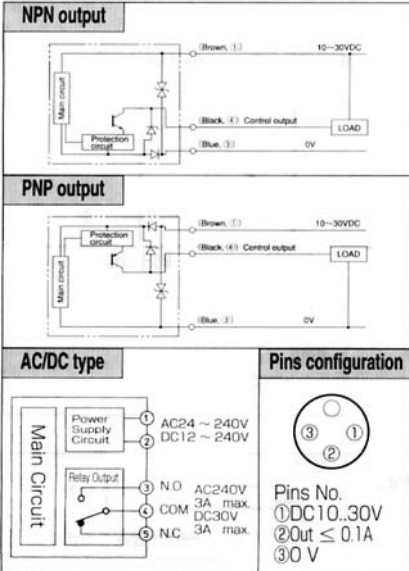 NPN output
Main circuit
Protection
circuit
(Brown, ①)
10~30VDC
(Black, ④) Control output
LOAD
(Blue, ③)
0V
PNP output
Main circuit
Protection
circuit
(Brown, ①)
10~30VDC
(Black, ④) Control output
LOAD
(Blue, ③)
0V
AC/DC type
Main Circuit
Power
Supply
Circuit
①
②
AC24 ~ 240V
DC12 ~ 240V
Relay Output
③ N.O
④ COM
⑤ N.C
AC240V
3A max.
DC30V
3A max.
Pins configuration
③ ①
②
Pins No.
①DC10..30V
②Out ≤ 0.1A
③0 V